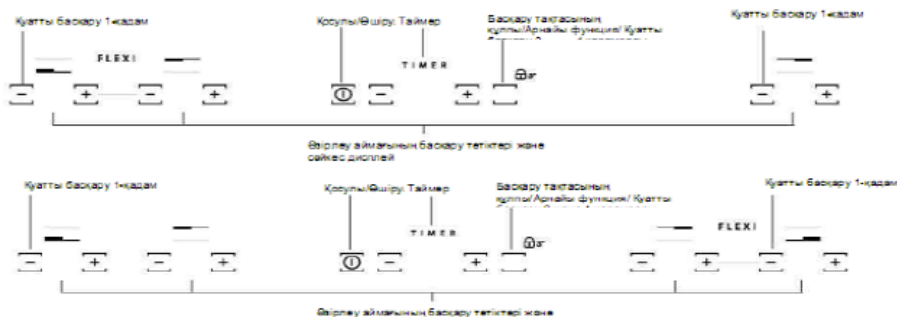 Қуатты басқару 1-қадам
Қосулы/Өшіру. Таймер
Басқару тақтасының
құлпы/Арнайы функция/ Қуатты
Қуатты басқару 1-қадам
FLEXI
TIMER
− + − + − + − +
Әзірлеу аймағының басқару тетіктері және
сәйкес дисплей
Қуатты басқару 1-қадам
Қосулы/Өшіру. Таймер
Басқару тақтасының
құлпы/Арнайы функция/ Қуатты
Қуатты басқару 1-қадам
TIMER
FLEXI
− + − + − + − + − +
Әзірлеу аймағының басқару тетіктері және